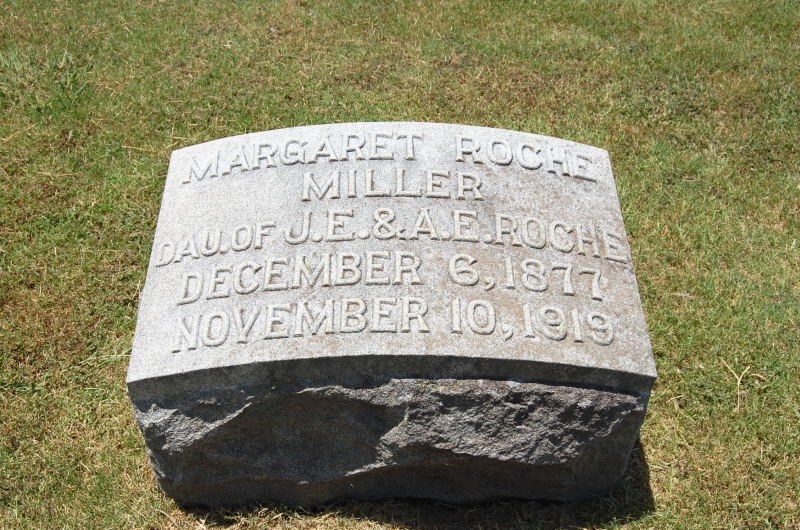 MARGARET ROCHE
MILLER
DAU.OF J.E.&.A.E.ROCHE
DECEMBER 6,1877
NOVEMBER 10,1919